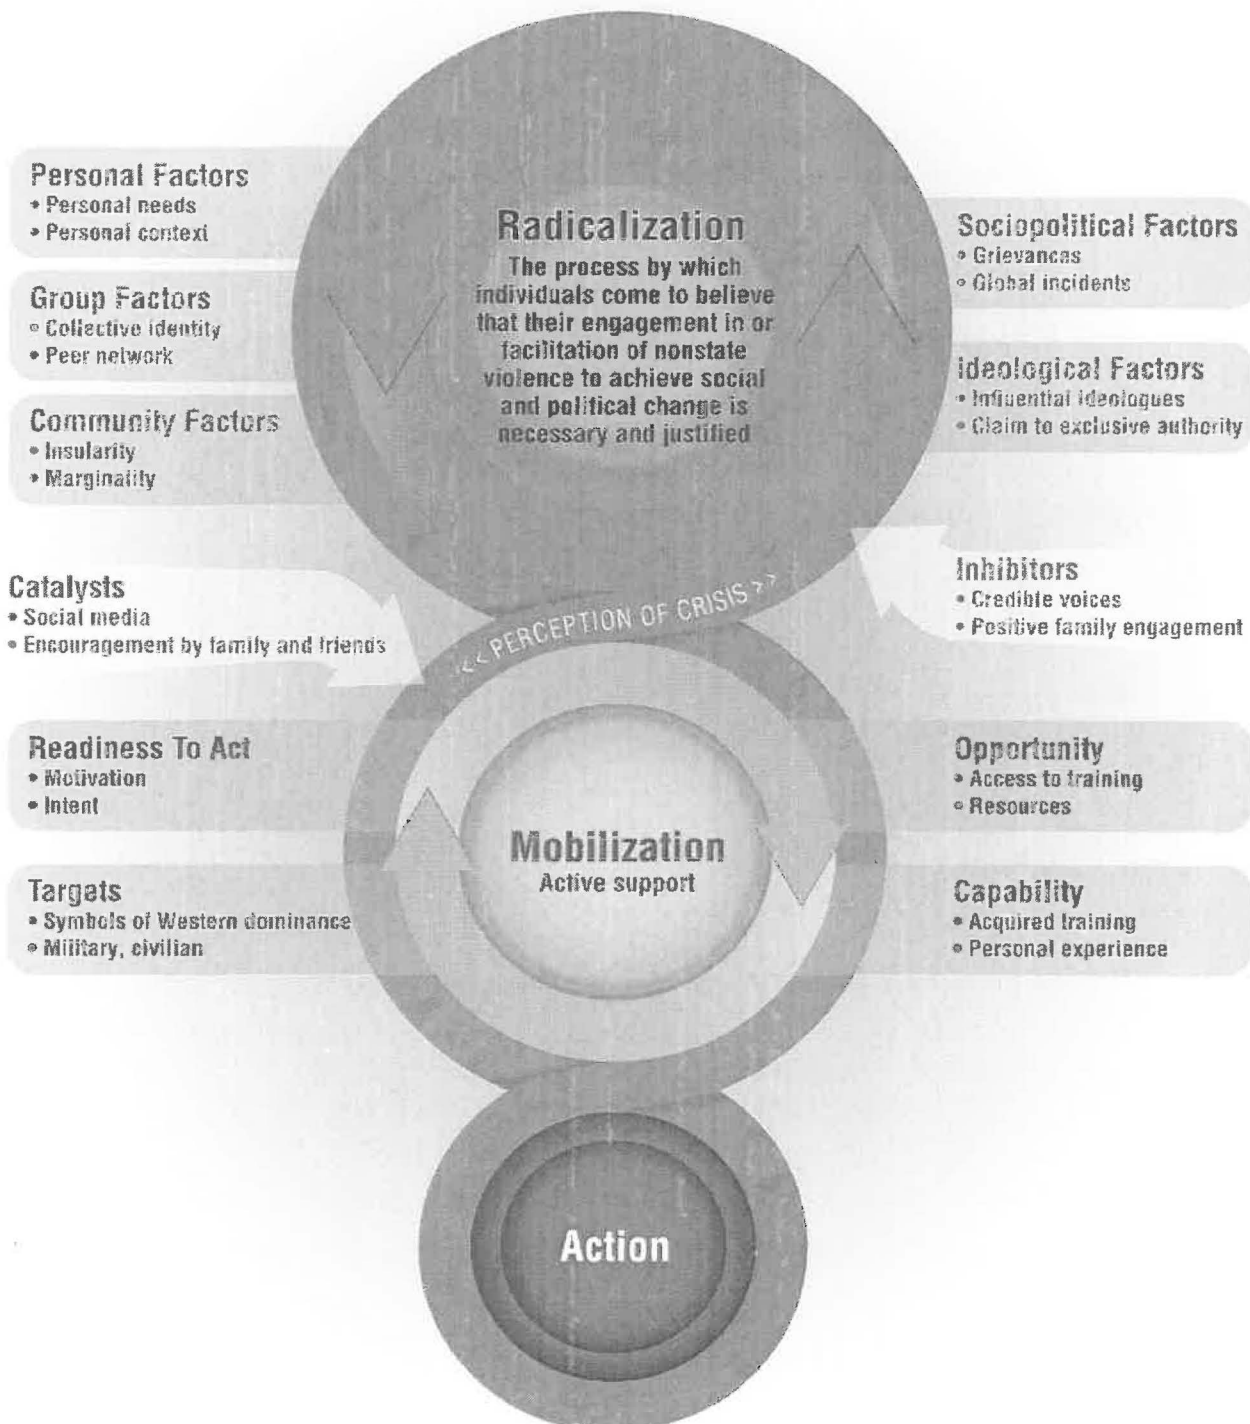 Personal Factors
• Personal needs
• Personal context
Group Factors
• Collective identity
• Peer network
Community Factors
• Insularity
• Marginality
Radicalization
The process by which
individuals come to believe
that their engagement in or
facilitation of nonstate
violence to achieve social
and political change is
necessary and justified
Sociopolitical Factors
• Grievances
• Global incidents
Ideological Factors
• Influential ideologues
• Claim to exclusive authority
Catalysts
• Social media
• Encouragement by family and friends
<< PERCEPTION OF CRISIS >>
Inhibitors
• Credible voices
• Positive family engagement
Readiness To Act
• Motivation
• Intent
Targets
• Symbols of Western dominance
• Military, civilian
Mobilization
Active support
Opportunity
• Access to training
• Resources
Capability
• Acquired training
• Personal experience
Action